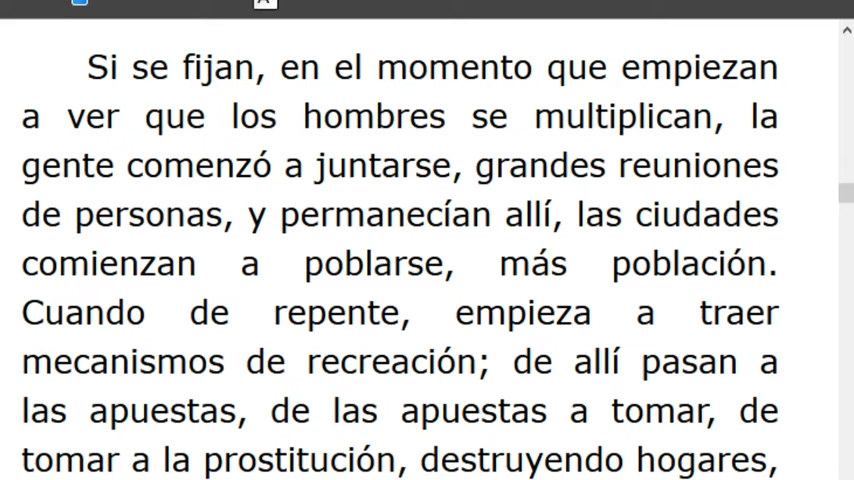 Si se fijan, en el momento que empiezan
a ver que los hombres se multiplican, la
gente comenzó a juntarse, grandes reuniones
de personas, y permanecían allí, las ciudades
comienzan a poblarse, más población.
Cuando de repente, empieza a traer
mecanismos de recreación; de allí pasan a
las apuestas, de las apuestas a tomar, de
tomar a la prostitución, destruyendo hogares,